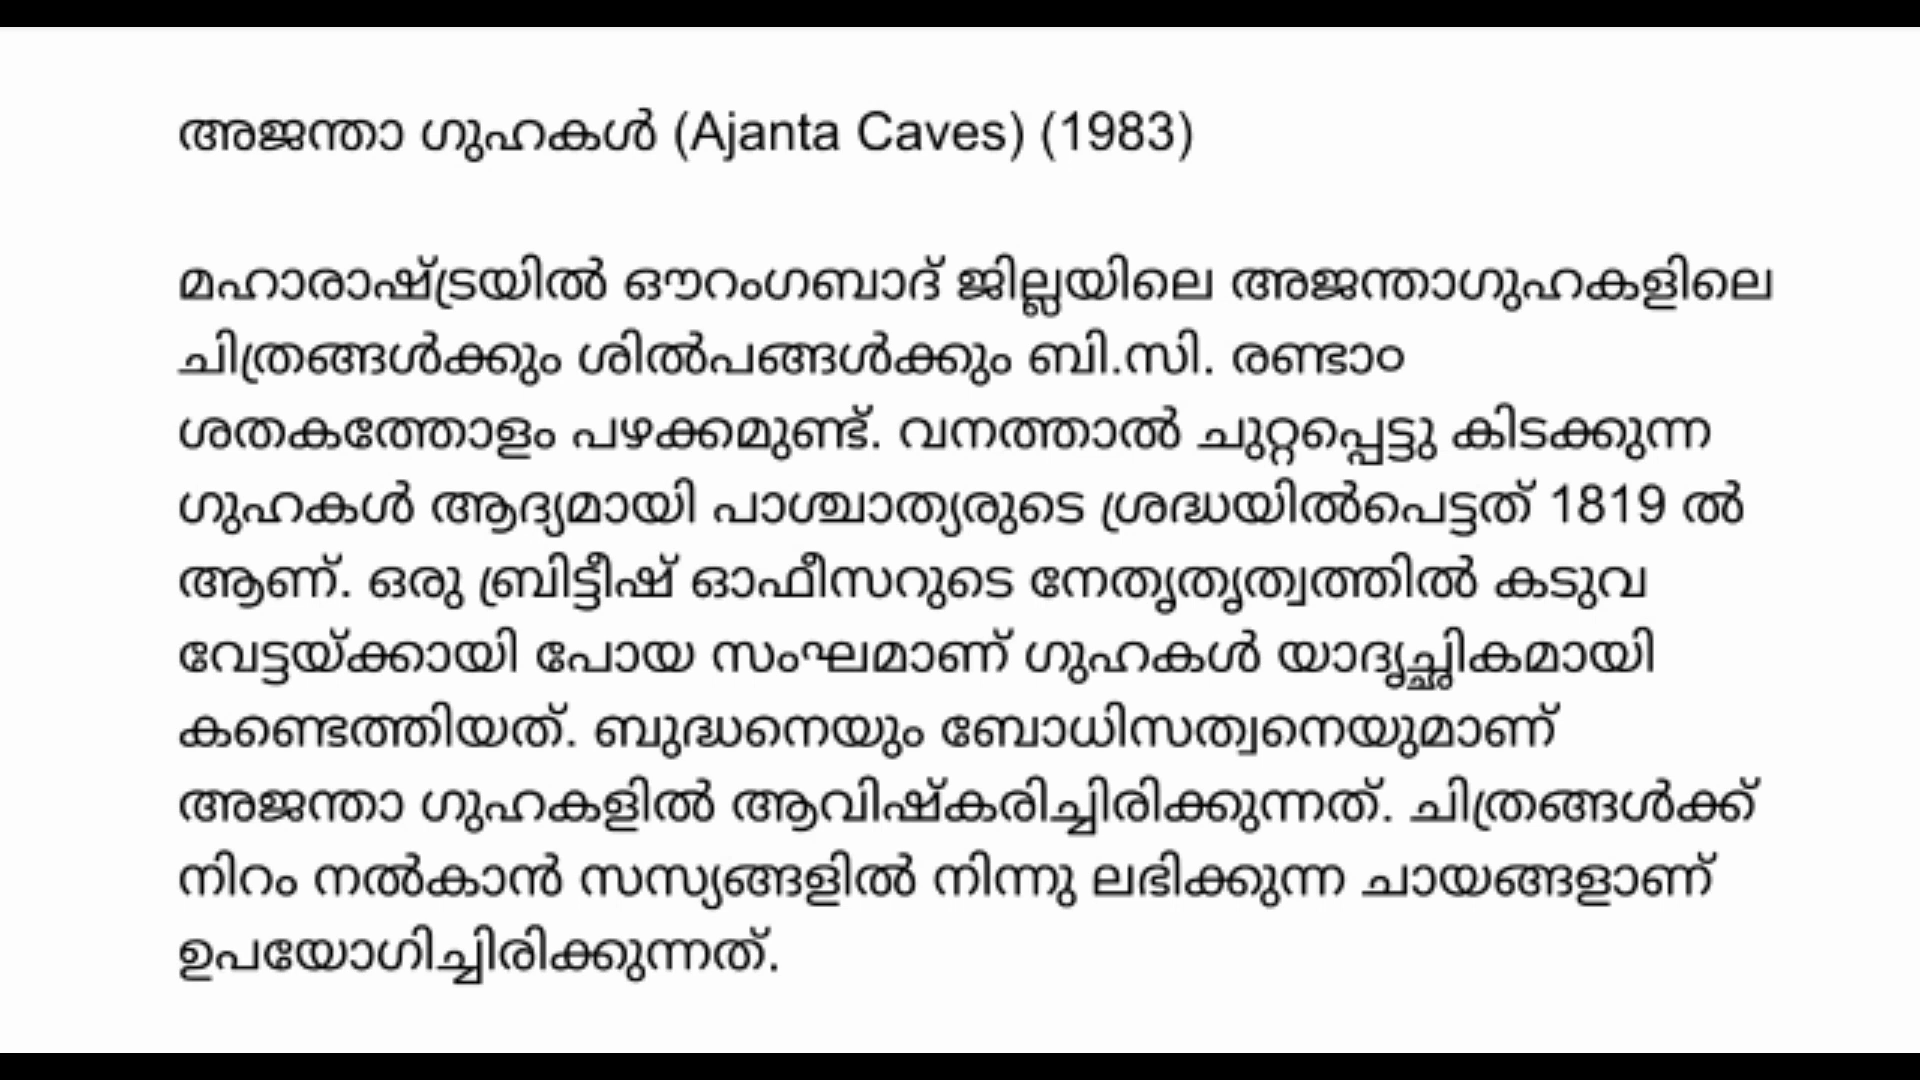 അജന്താ ഗുഹകൾ (Ajanta Caves) (1983)
മഹാരാഷ്ട്രയിൽ ഔറംഗബാദ് ജില്ലയിലെ അജന്താഗുഹകളിലെ
ചിത്രങ്ങൾക്കും ശിൽപങ്ങൾക്കും ബി.സി. രണ്ടാം
ശതകത്തോളം പഴക്കമുണ്ട്. വനത്താൽ ചുറ്റപ്പെട്ടു കിടക്കുന്ന
ഗുഹകൾ ആദ്യമായി പാശ്ചാത്യരുടെ ശ്രദ്ധയിൽപെട്ടത് 1819 ൽ
ആണ്. ഒരു ബ്രിട്ടീഷ് ഓഫീസറുടെ നേതൃതൃത്വത്തിൽ കടുവ
വേട്ടയ്ക്കായി പോയ സംഘമാണ് ഗുഹകൾ യാദൃച്ഛികമായി
കണ്ടെത്തിയത്. ബുദ്ധനെയും ബോധിസത്വനെയുമാണ്
അജന്താ ഗുഹകളിൽ ആവിഷ്കരിച്ചിരിക്കുന്നത്. ചിത്രങ്ങൾക്ക്
നിറം നൽകാൻ സസ്യങ്ങളിൽ നിന്നു ലഭിക്കുന്ന ചായങ്ങളാണ്
ഉപയോഗിച്ചിരിക്കുന്നത്.